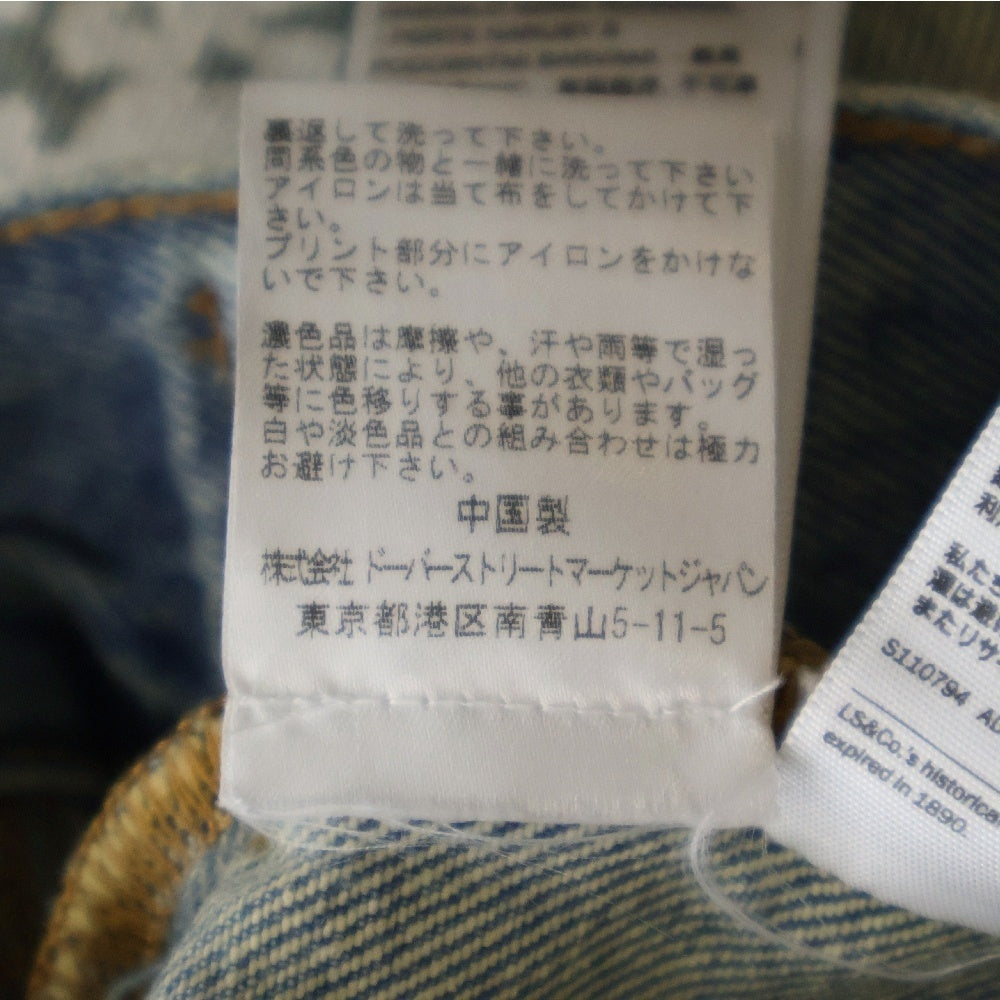 裏返して洗って下さい。
同系色の物と一緒に洗って下さい
アイロンは当て布をしてかけて下
さい。
プリント部分にアイロンをかけな
いで下さい。
濃色品は摩擦や、汗や雨等で湿っ
た状態により、他の衣類やバッグ
等に色移りする事があります。
白や淡色品との組み合わせは極力
お避け下さい。
中国製
株式会社 ドーバーストリートマーケットジャパン
東京都港区南青山5-11-5
利
私たち
またリサ
S110794
LS&Co.'s historical
expired in 1890.